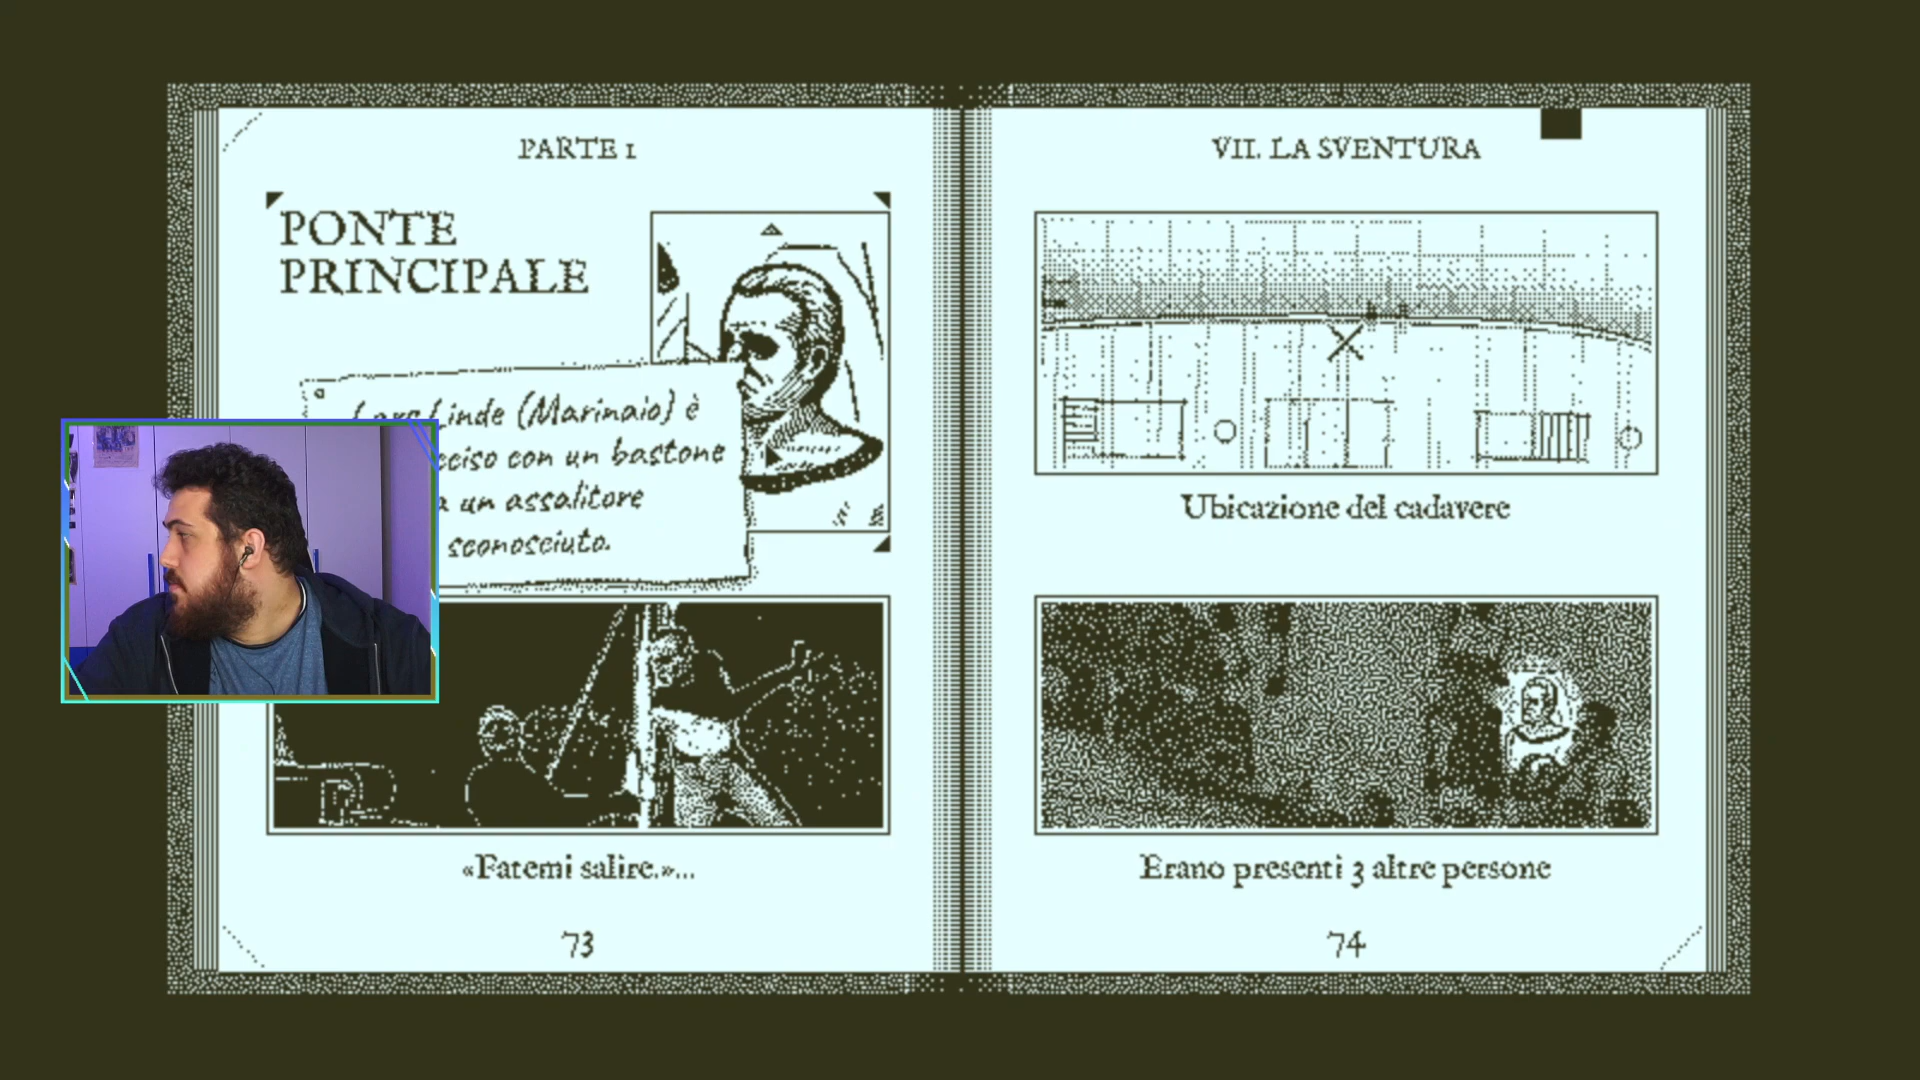 PARTE 1
PONTE
PRINCIPALE
Linde (Marinaio) è
con un bastone
un assalitore
sconosciuto.
«Fatemi salire.»...
73
VII. LA SVENTURA
Ubicazione del cadavere
Erano presenti 3 altre persone
74